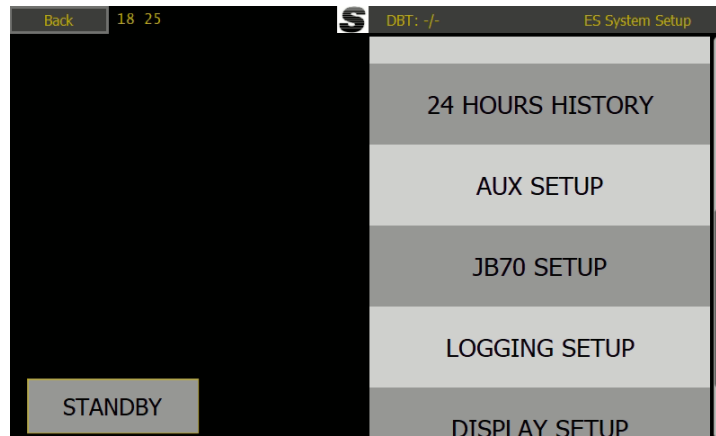 Back
18 25
S
DBT: -/-
ES System Setup
24 HOURS HISTORY
AUX SETUP
JB70 SETUP
LOGGING SETUP
STANDBY
DISPLAY SETUP